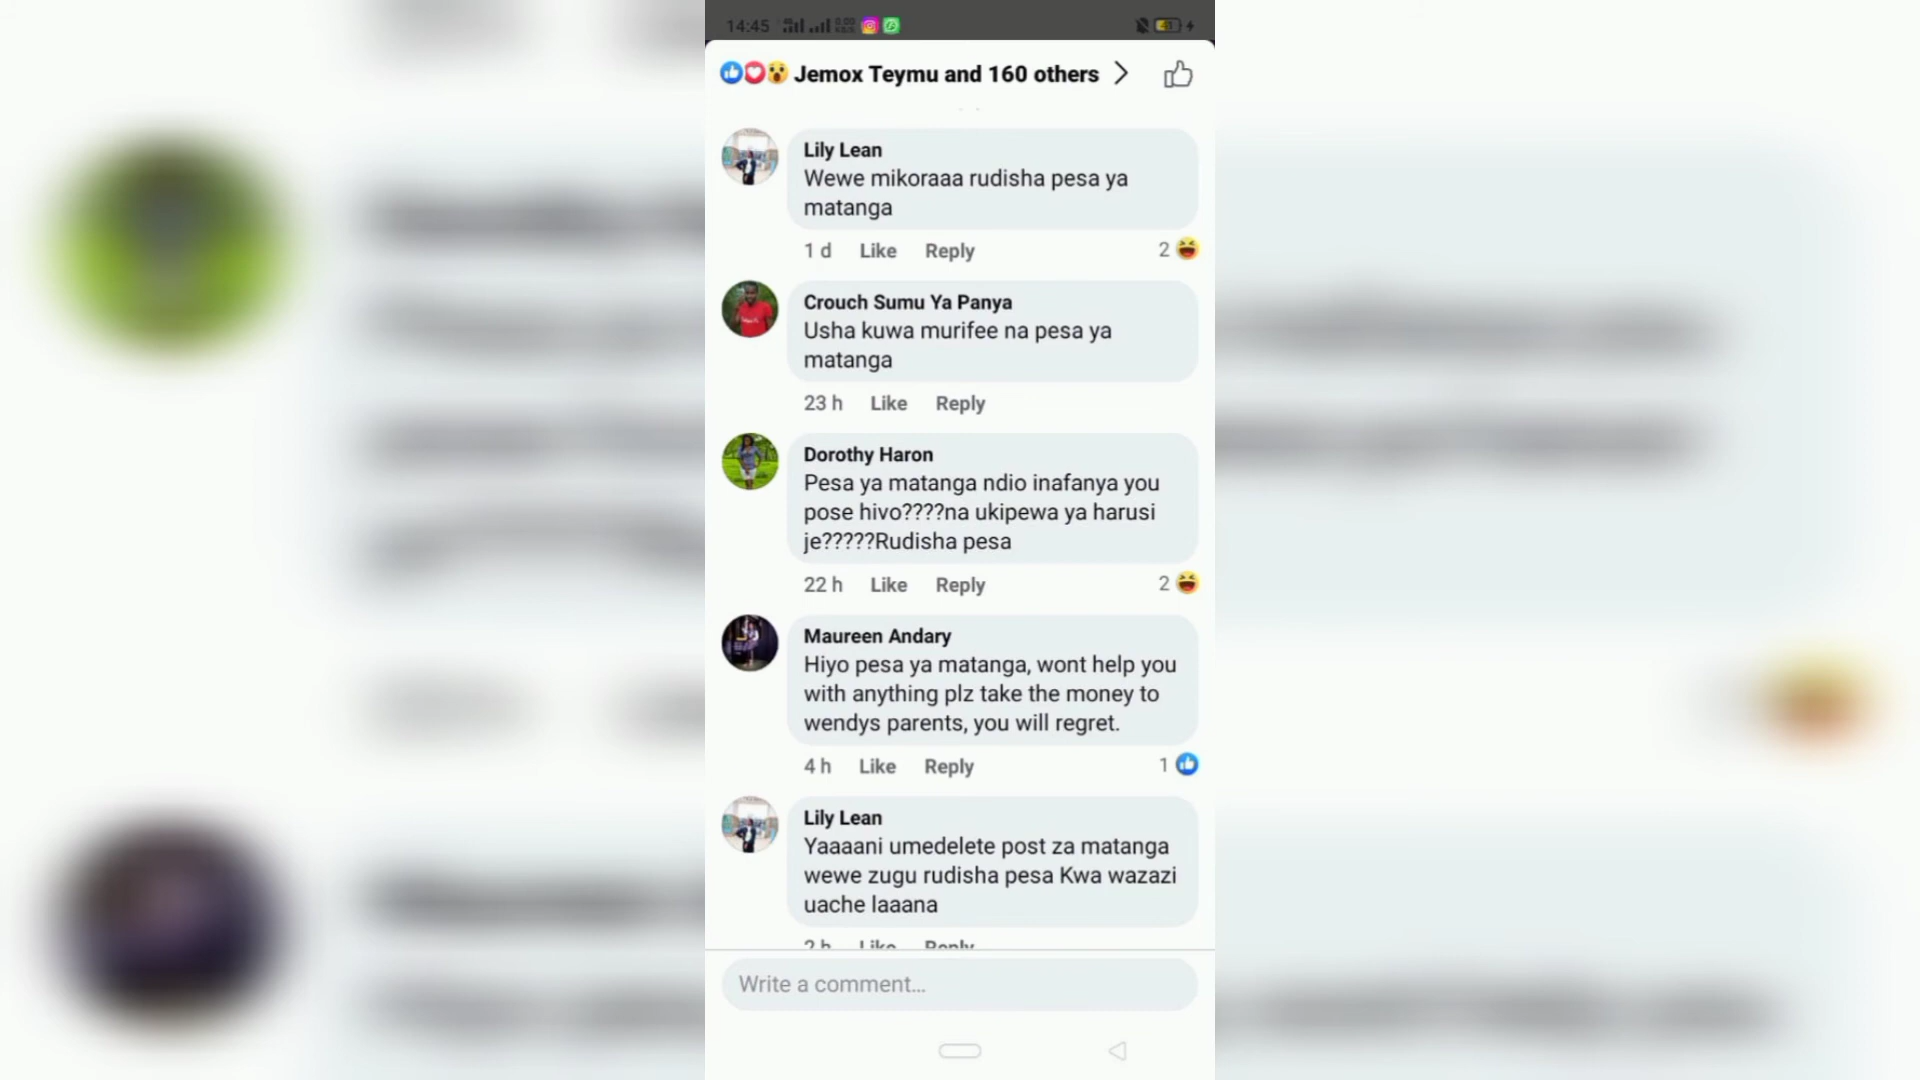 14:45
Jemox Teymu and 160 others
Lily Lean
Wewe mikoraaa rudisha pesa ya
matanga
1 d Like Reply 2
Crouch Sumu Ya Panya
Usha kuwa murifee na pesa ya
matanga
23 h Like Reply
Dorothy Haron
Pesa ya matanga ndio inafanya you
pose hivo????na ukipewa ya harusi
je?????Rudisha pesa
22 h Like Reply 2
Maureen Andary
Hiyo pesa ya matanga, wont help you
with anything plz take the money to
wendys parents, you will regret.
4 h Like Reply 1
Lily Lean
Yaaaani umedelete post za matanga
wewe zugu rudisha pesa Kwa wazazi
uache laaana
2 h Like Reply
Write a comment...